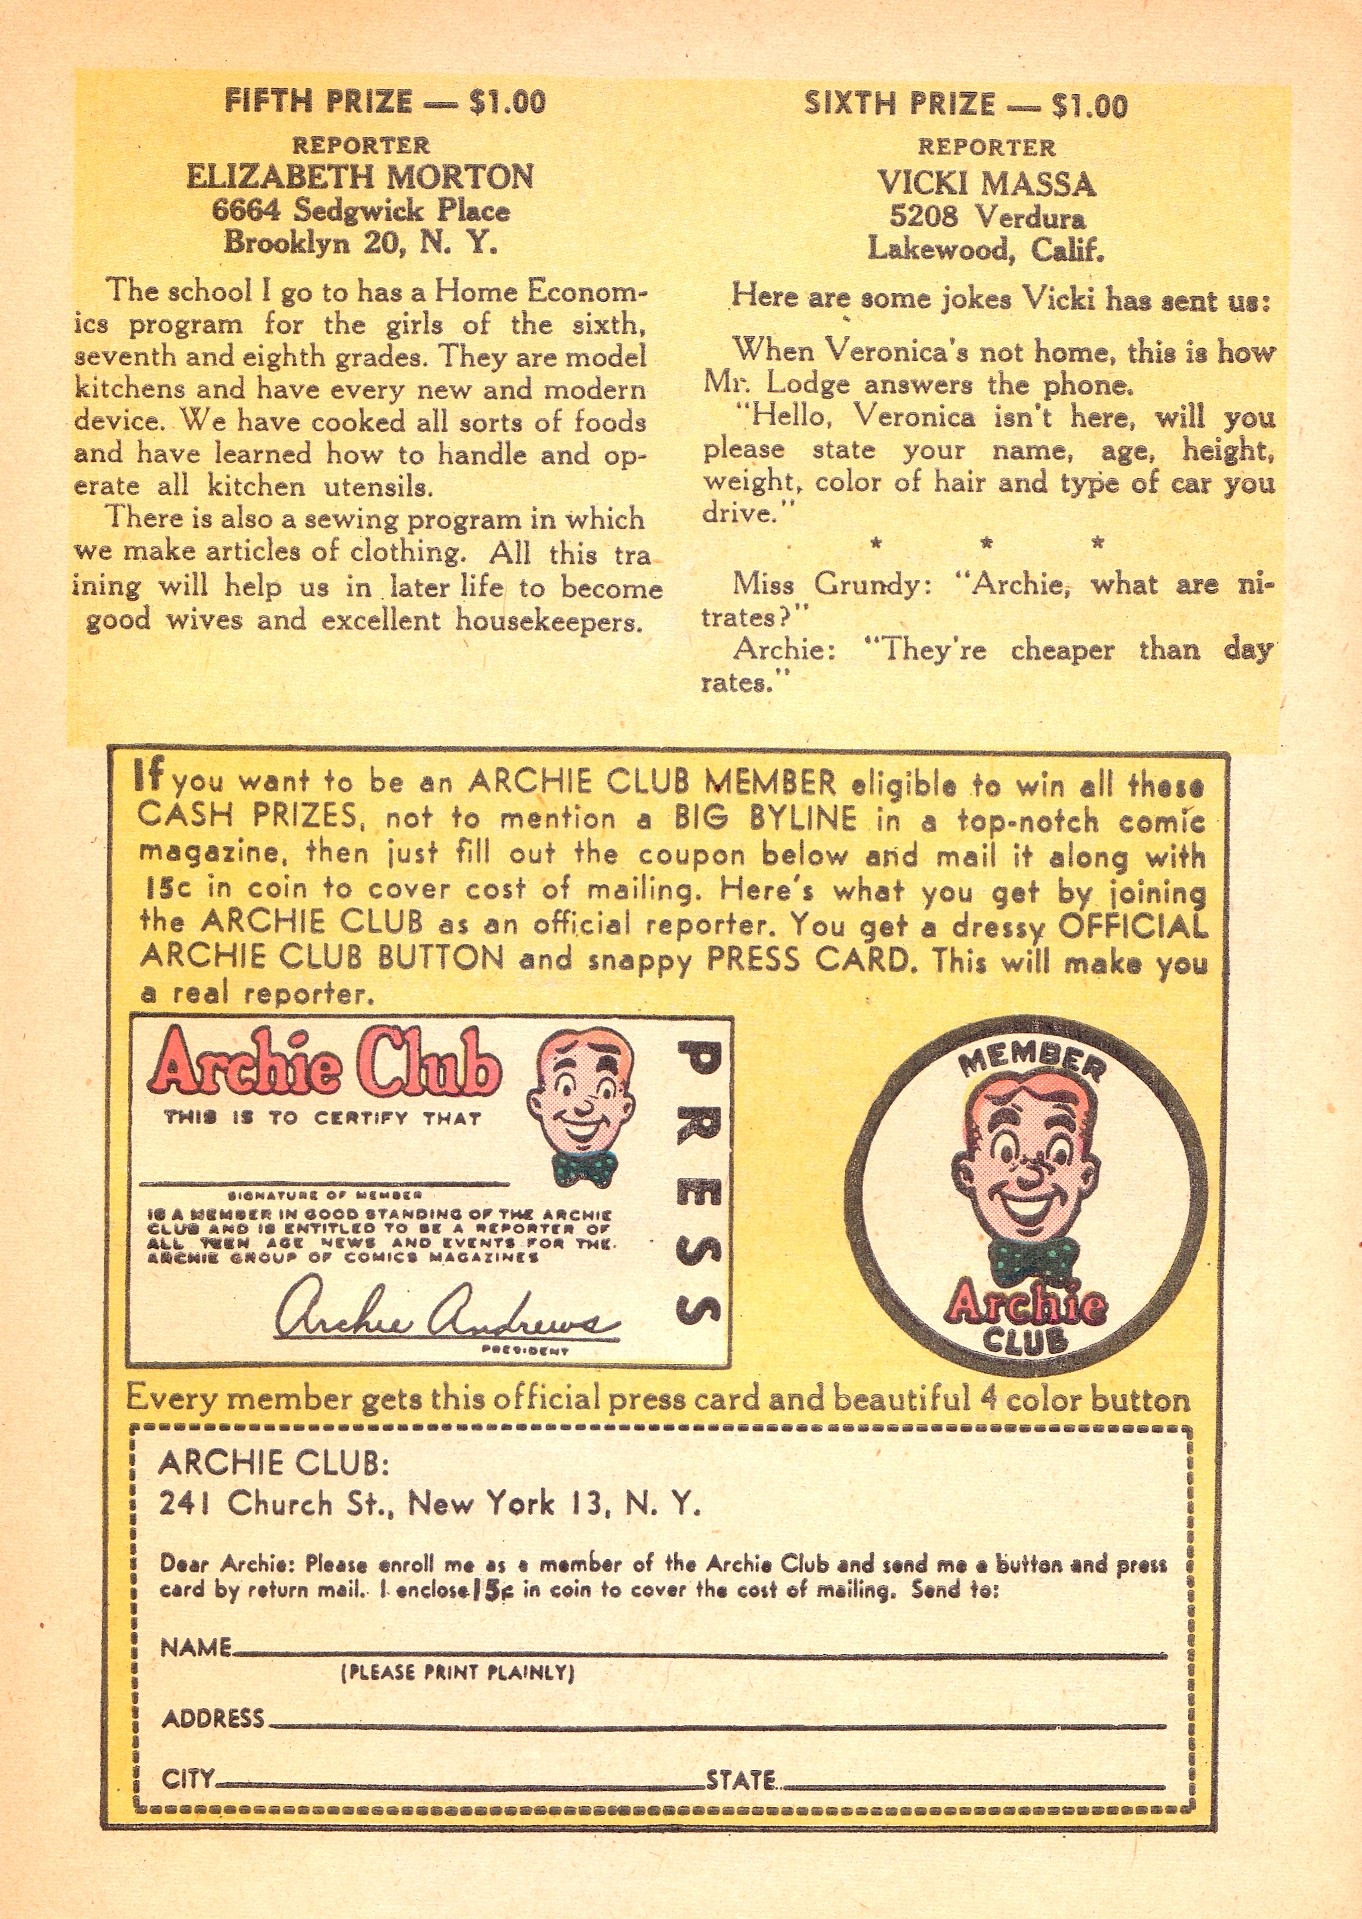 FIFTH PRIZE — $1.00
REPORTER
ELIZABETH MORTON
6664 Sedgwick Place
Brooklyn 20, N. Y.
The school I go to has a Home Econom-
ics program for the girls of the sixth,
seventh and eighth grades. They are model
kitchens and have every new and modern
device. We have cooked all sorts of foods
and have learned how to handle and op-
erate all kitchen utensils.
There is also a sewing program in which
we make articles of clothing. All this tra
ining will help us in later life to become
good wives and excellent housekeepers.
SIXTH PRIZE — $1.00
REPORTER
VICKI MASSA
5208 Verdura
Lakewood, Calif.
Here are some jokes Vicki has sent us:
When Veronica's not home, this is how
Mr. Lodge answers the phone.
"Hello, Veronica isn't here, will you
please state your name, age, height,
weight, color of hair and type of car you
drive."
* * *
Miss Grundy: "Archie, what are ni-
trates?"
Archie: "They're cheaper than day
rates."
If you want to be an ARCHIE CLUB MEMBER eligible to win all these
CASH PRIZES, not to mention a BIG BYLINE in a top-notch comic
magazine, then just fill out the coupon below and mail it along with
15c in coin to cover cost of mailing. Here's what you get by joining
the ARCHIE CLUB as an official reporter. You get a dressy OFFICIAL
ARCHIE CLUB BUTTON and snappy PRESS CARD. This will make you
a real reporter.
Archie Club
THIS IS TO CERTIFY THAT
SIGNATURE OF MEMBER
IS A MEMBER IN GOOD STANDING OF THE ARCHIE
CLUB AND IS ENTITLED TO BE A REPORTER OF
ALL TEEN AGE NEWS AND EVENTS FOR THE
ARCHIE GROUP OF COMICS MAGAZINES
Archie Andrews
PRESIDENT
PRESS
MEMBER
Archie
CLUB
Every member gets this official press card and beautiful 4 color button
ARCHIE CLUB:
241 Church St., New York 13, N. Y.
Dear Archie: Please enroll me as a member of the Archie Club and send me a button and press
card by return mail. I enclose 15c in coin to cover the cost of mailing. Send to:
NAME
(PLEASE PRINT PLAINLY)
ADDRESS
CITY STATE